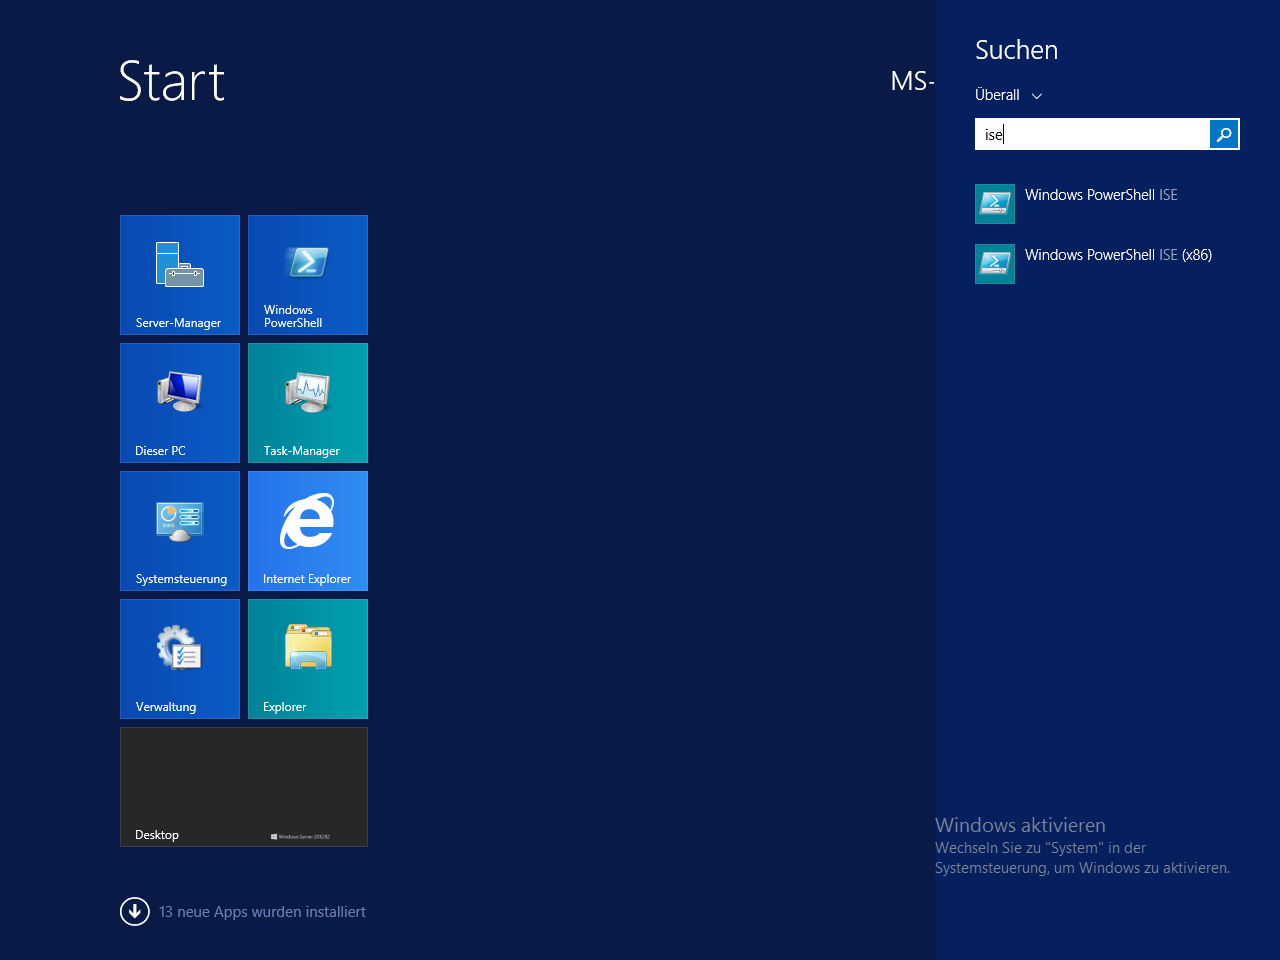 Start
MS-
Suchen
Überall
ise
Windows PowerShell ISE
Windows PowerShell ISE (x86)
Server-Manager
Windows
PowerShell
Dieser PC
Task-Manager
Systemsteuerung
Internet Explorer
Verwaltung
Explorer
Desktop
Windows Server 2012 R2
Windows aktivieren
Wechseln Sie zu "System" in der
Systemsteuerung, um Windows zu aktivieren.
13 neue Apps wurden installiert